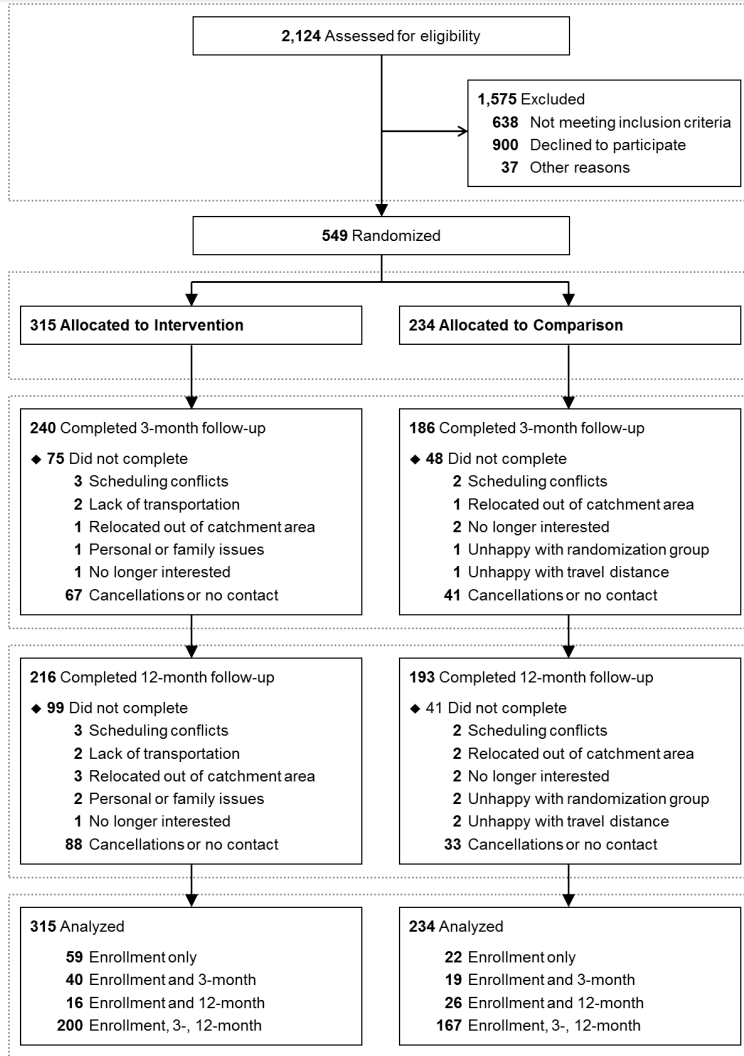 2,124 Assessed for eligibility
1,575 Excluded
638 Not meeting inclusion criteria
900 Declined to participate
37 Other reasons
549 Randomized
315 Allocated to Intervention
234 Allocated to Comparison
240 Completed 3-month follow-up
◆ 75 Did not complete
3 Scheduling conflicts
2 Lack of transportation
1 Relocated out of catchment area
1 Personal or family issues
1 No longer interested
67 Cancellations or no contact
186 Completed 3-month follow-up
◆ 48 Did not complete
2 Scheduling conflicts
1 Relocated out of catchment area
2 No longer interested
1 Unhappy with randomization group
1 Unhappy with travel distance
41 Cancellations or no contact
216 Completed 12-month follow-up
◆ 99 Did not complete
3 Scheduling conflicts
2 Lack of transportation
3 Relocated out of catchment area
2 Personal or family issues
1 No longer interested
88 Cancellations or no contact
193 Completed 12-month follow-up
◆ 41 Did not complete
2 Scheduling conflicts
2 Relocated out of catchment area
2 No longer interested
2 Unhappy with randomization group
2 Unhappy with travel distance
33 Cancellations or no contact
315 Analyzed
59 Enrollment only
40 Enrollment and 3-month
16 Enrollment and 12-month
200 Enrollment, 3-, 12-month
234 Analyzed
22 Enrollment only
19 Enrollment and 3-month
26 Enrollment and 12-month
167 Enrollment, 3-, 12-month